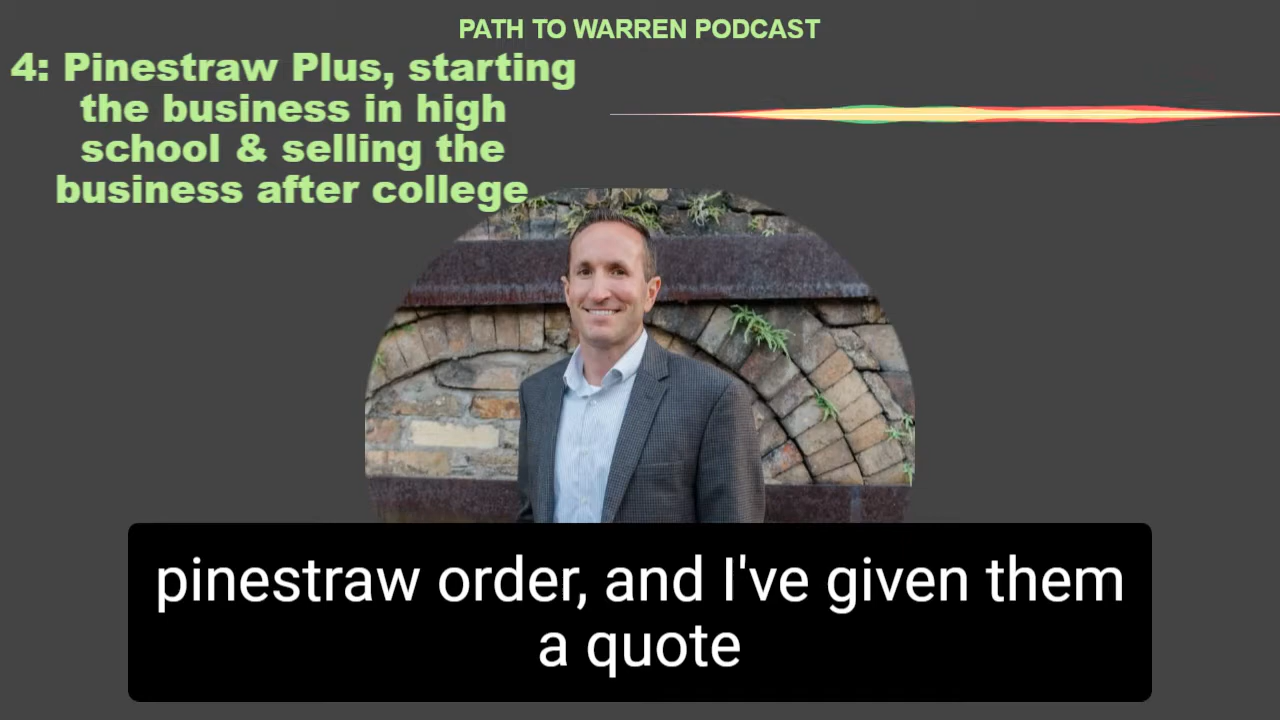 PATH TO WARREN PODCAST
4: Pinestraw Plus, starting
the business in high
school & selling the
business after college
pinestraw order, and I've given them
a quote